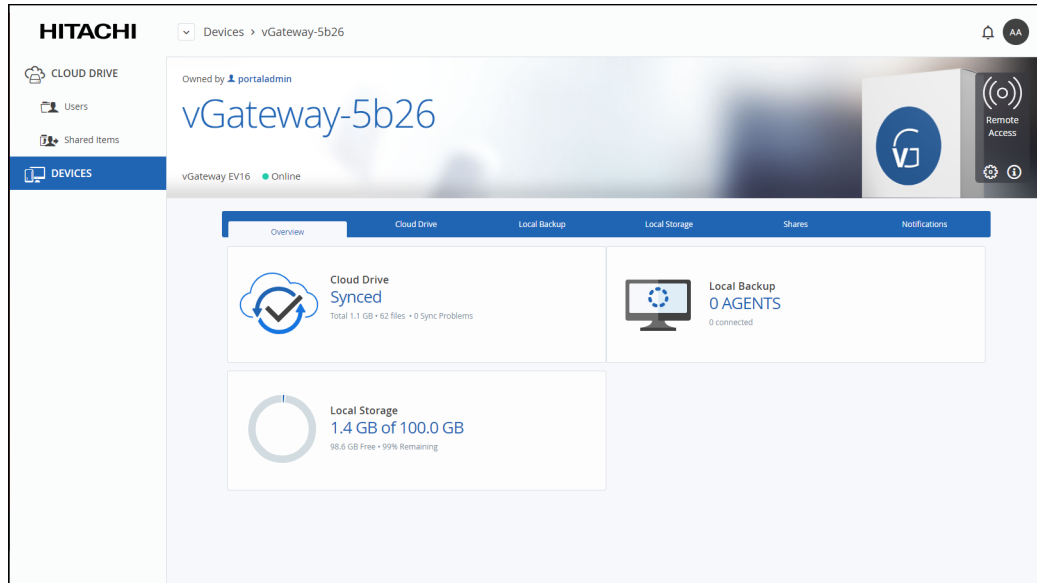 HITACHI
Devices › vGateway-5b26
AA
CLOUD DRIVE
Users
Shared Items
DEVICES
Owned by portaladmin
vGateway-5b26
vGateway EV16 Online
Remote
Access
Overview
Cloud Drive
Local Backup
Local Storage
Shares
Notifications
Cloud Drive
Synced
Total 1.1 GB • 62 files • 0 Sync Problems
Local Backup
0 AGENTS
0 connected
Local Storage
1.4 GB of 100.0 GB
98.6 GB Free • 99% Remaining